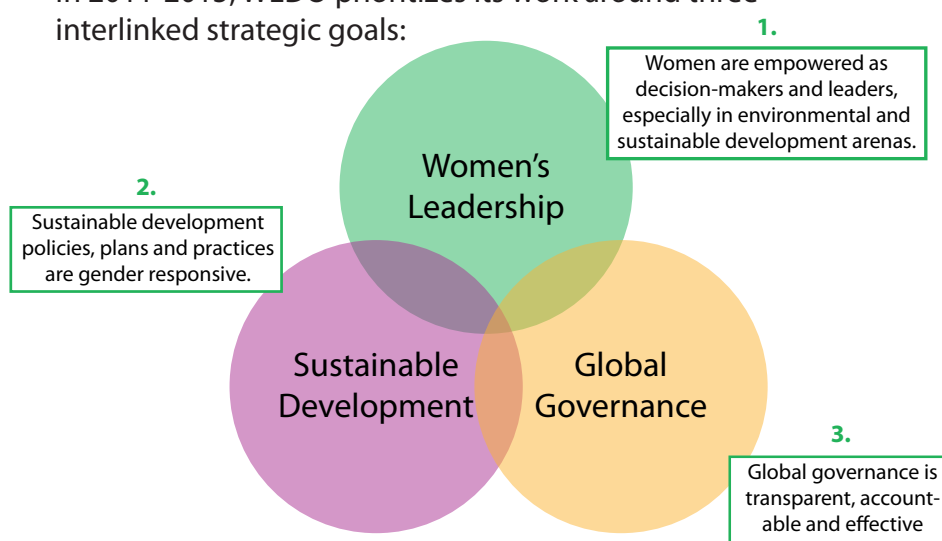 interlinked strategic goals:
1.
Women are empowered as
decision-makers and leaders,
especially in environmental and
sustainable development arenas.
Women's
Leadership
2.
Sustainable development
policies, plans and practices
are gender responsive.
Sustainable
Development
Global
Governance
3.
Global governance is
transparent, account-
able and effective